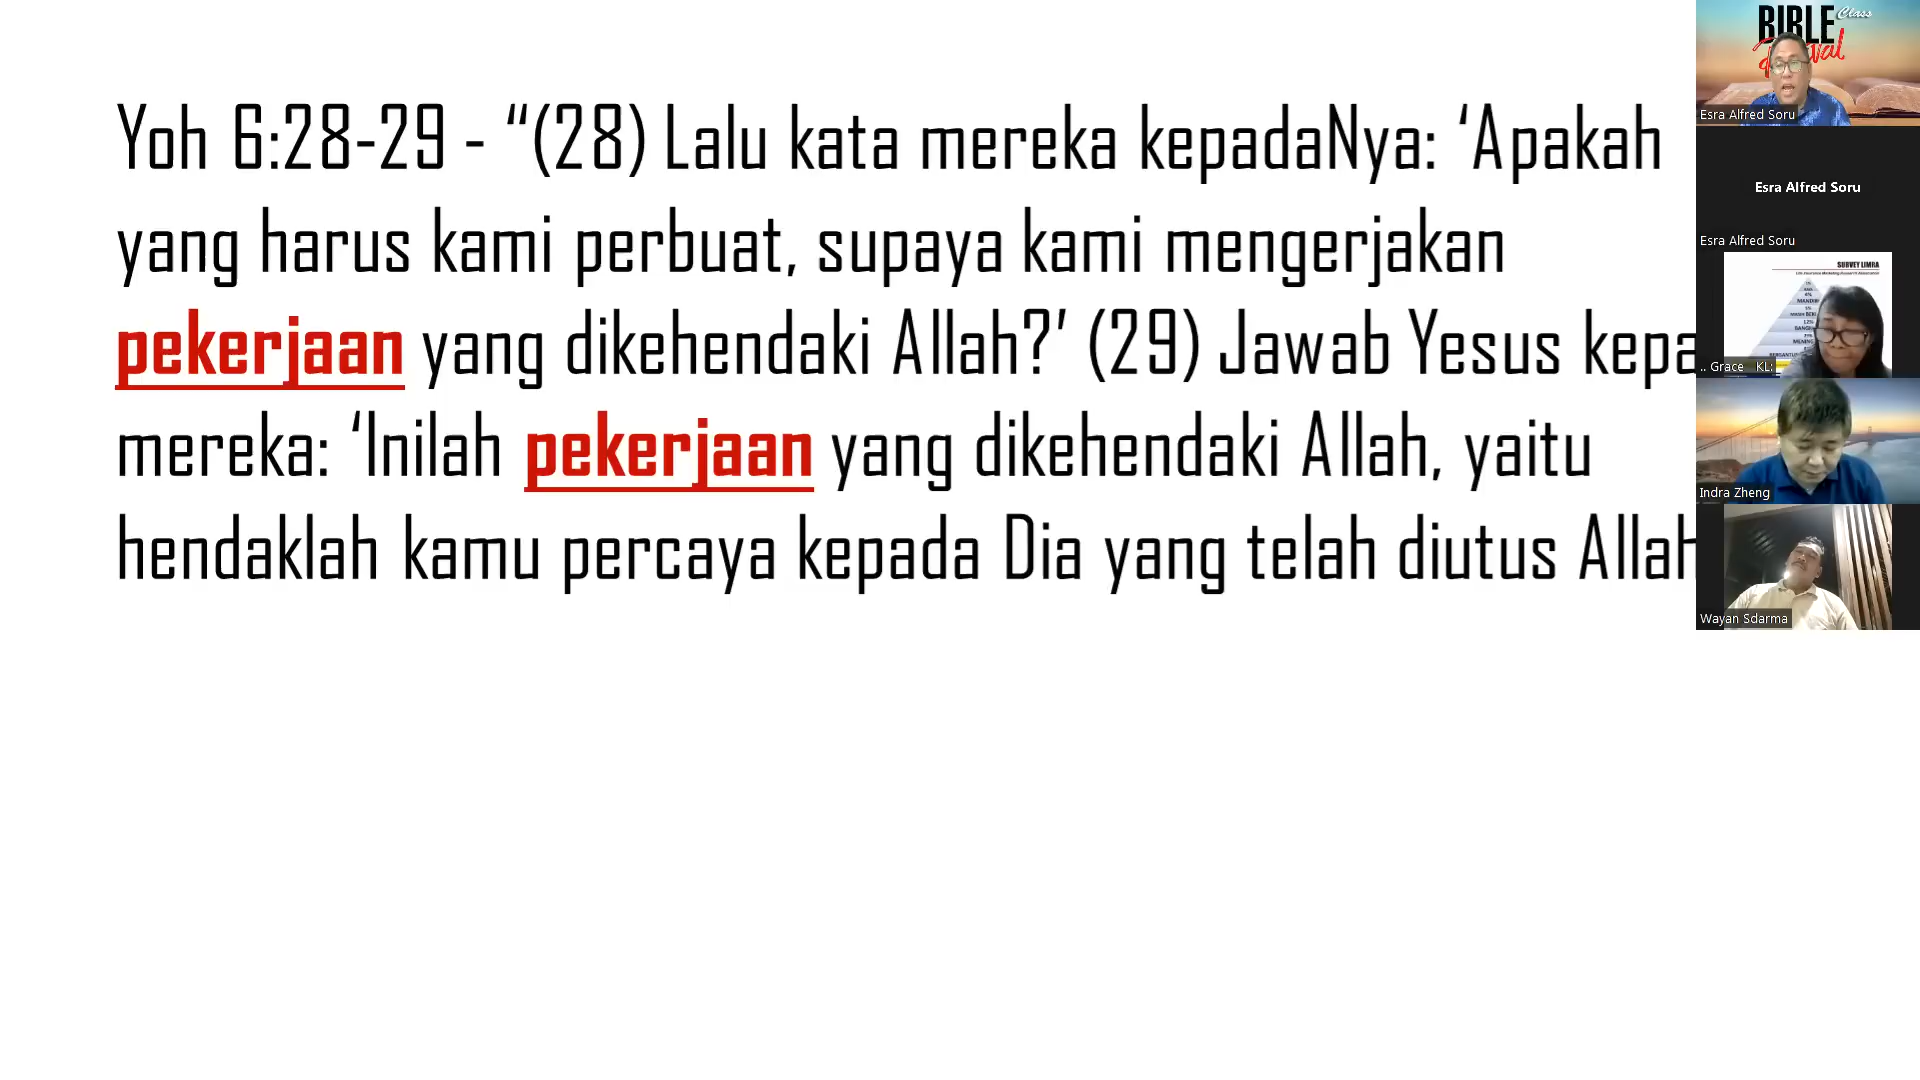 Yoh 6:28-29 - “(28) Lalu kata mereka kepadaNya: ‘Apakah
yang harus kami perbuat, supaya kami mengerjakan
pekerjaan yang dikehendaki Allah?’ (29) Jawab Yesus kepa
mereka: ‘Inilah pekerjaan yang dikehendaki Allah, yaitu
hendaklah kamu percaya kepada Dia yang telah diutus Allah
BIBLE Class
Esra Alfred Soru
Esra Alfred Soru
Esra Alfred Soru
SURVEY LIMRA
.. Grace KL:
Indra Zheng
Wayan Sdarma